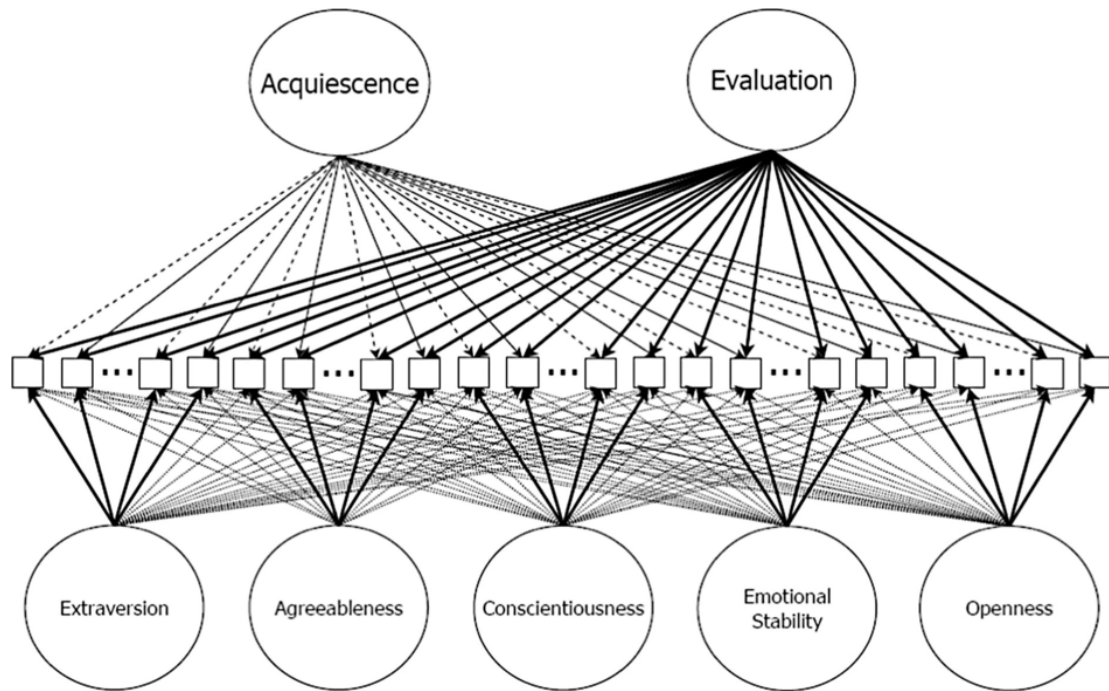 Acquiescence
Evaluation
Extraversion
Agreeableness
Conscientiousness
Emotional
Stability
Openness